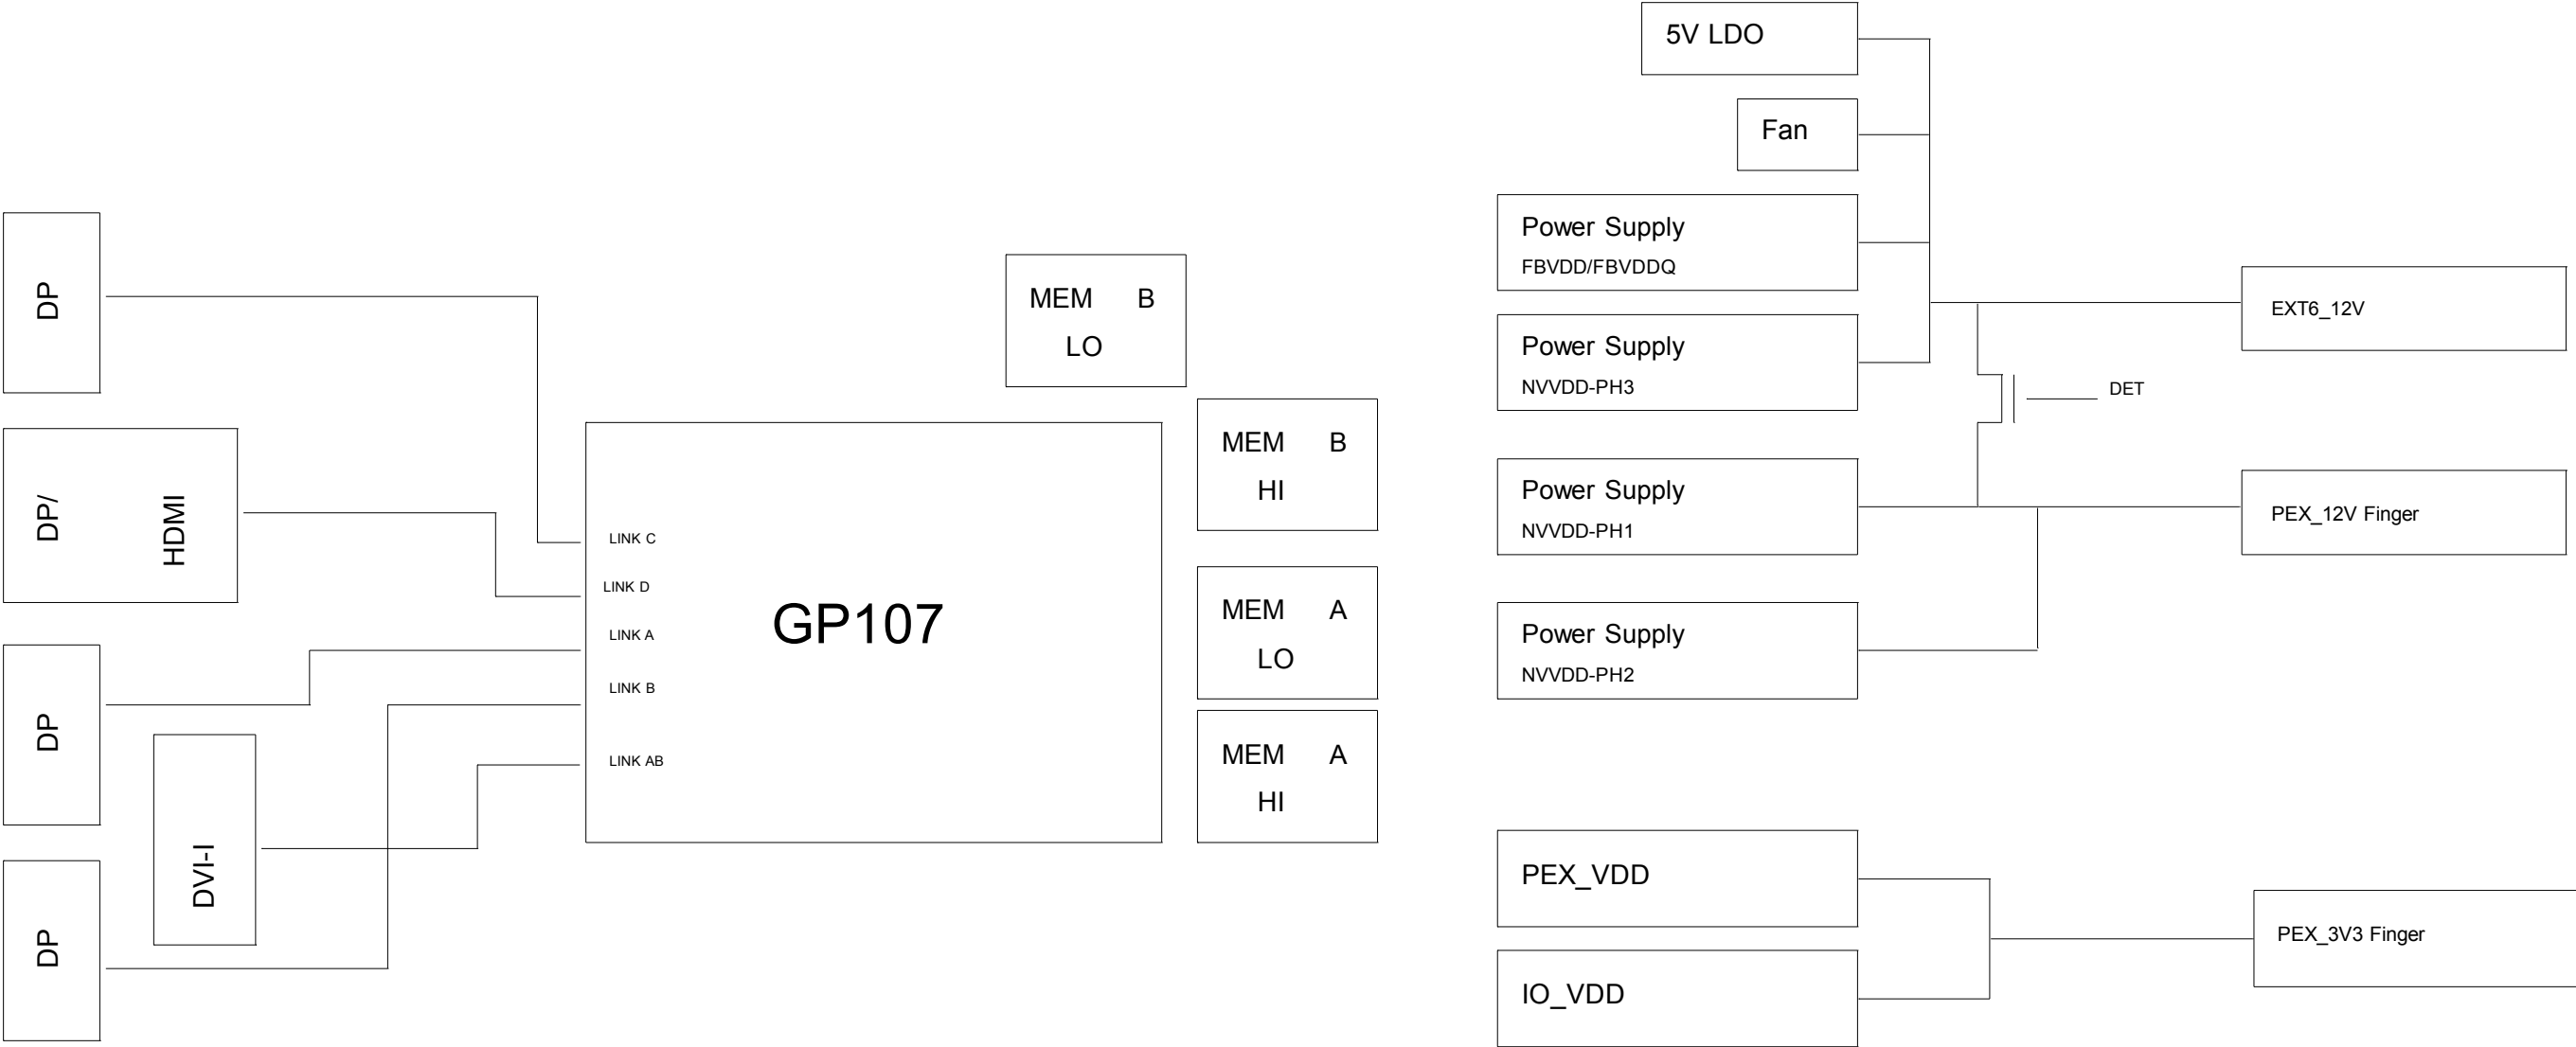 5V LDO
Fan
Power Supply
FBVDD/FBVDDQ
Power Supply
NVVDD-PH3
Power Supply
NVVDD-PH1
Power Supply
NVVDD-PH2
PEX_VDD
IO_VDD
EXT6_12V
DET
PEX_12V Finger
PEX_3V3 Finger
DP
DP/
HDMI
DP
DVI-I
DP
LINK C
LINK D
LINK A
LINK B
LINK AB
GP107
MEM B
LO
MEM B
HI
MEM A
LO
MEM A
HI